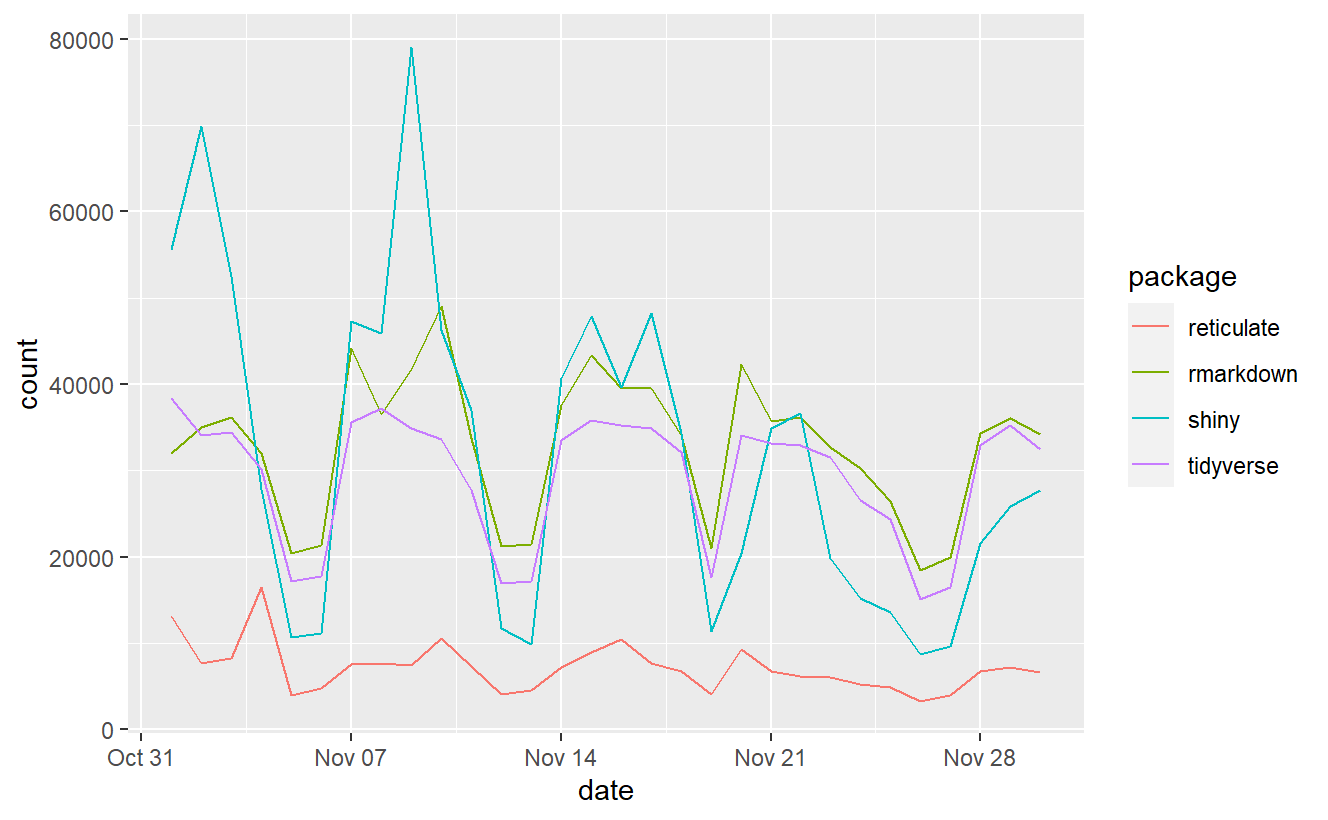 80000
60000
40000
20000
0
count
Oct 31
Nov 07
Nov 14
Nov 21
Nov 28
date
package
reticulate
rmarkdown
shiny
tidyverse